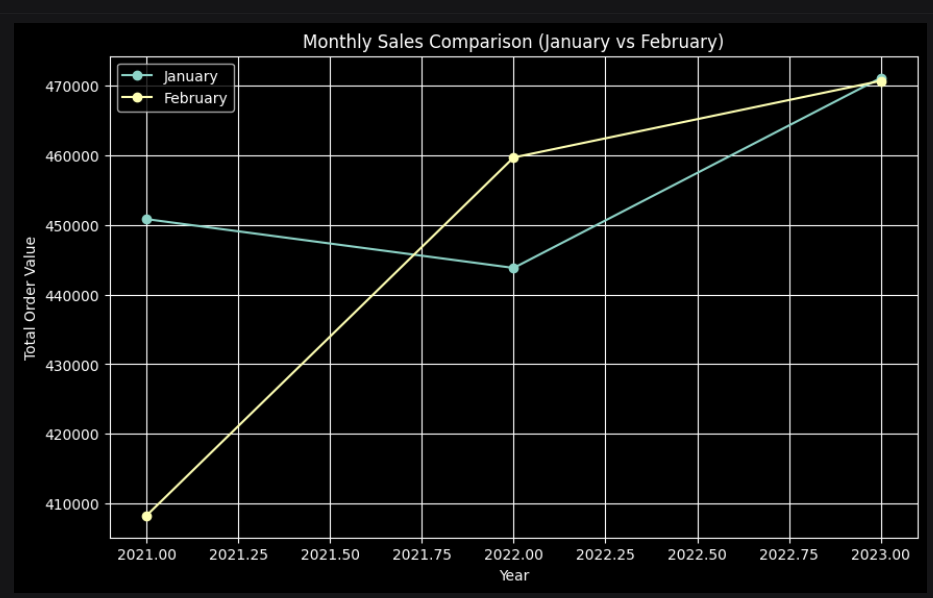 Monthly Sales Comparison (January vs February)
January
February
470000
460000
450000
440000
430000
420000
410000
Total Order Value
2021.00 2021.25 2021.50 2021.75 2022.00 2022.25 2022.50 2022.75 2023.00
Year